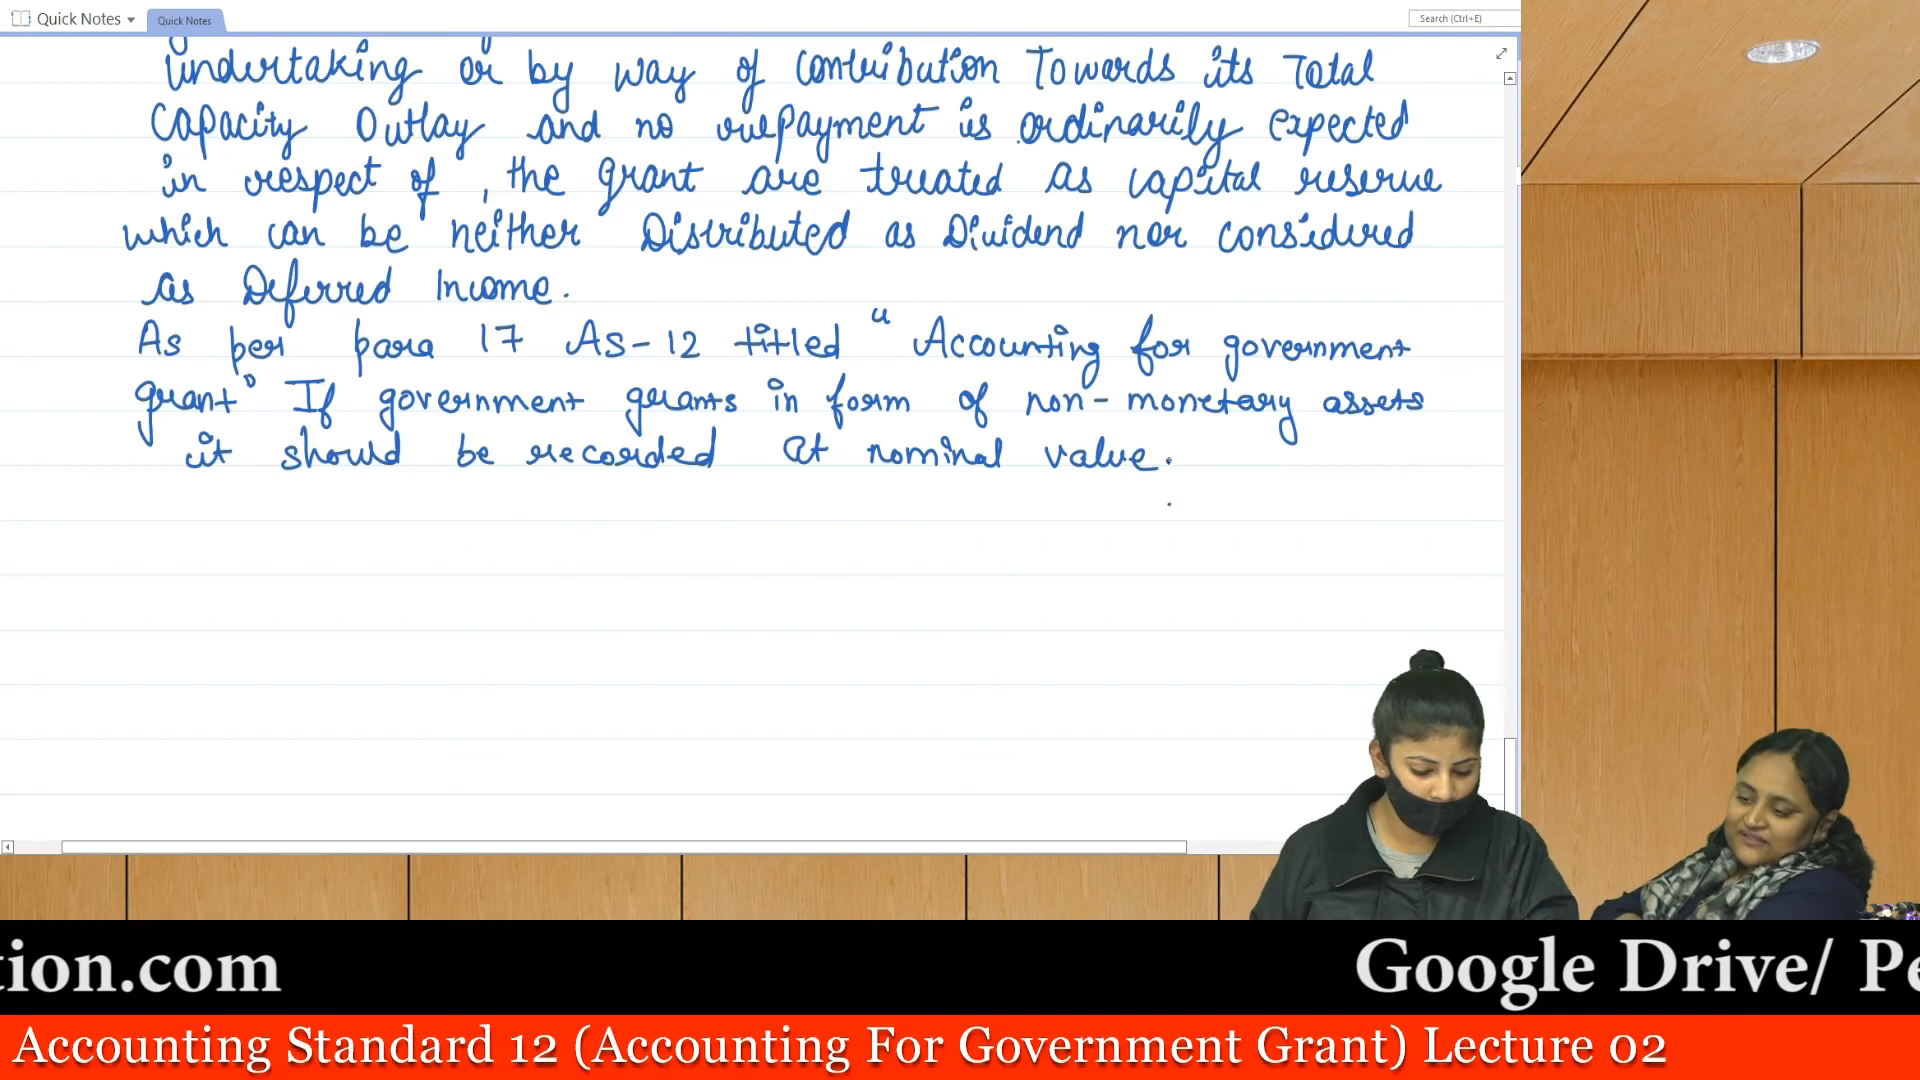 Quick Notes
Quick Notes
Search (Ctrl+E)
undertaking or by way of contribution Towards its Total
Capacity Outlay and no repayment is ordinarily expected
in respect of, the grant are treated as capital reserve
which can be neither Distributed as Dividend nor considered
as Deferred Income.
As per para 17 AS-12 titled "Accounting for government
grant" If government grants in form of non-monetary assets
it should be recorded at nominal value.
tion.com
Google Drive/ Pe
Accounting Standard 12 (Accounting For Government Grant) Lecture 02